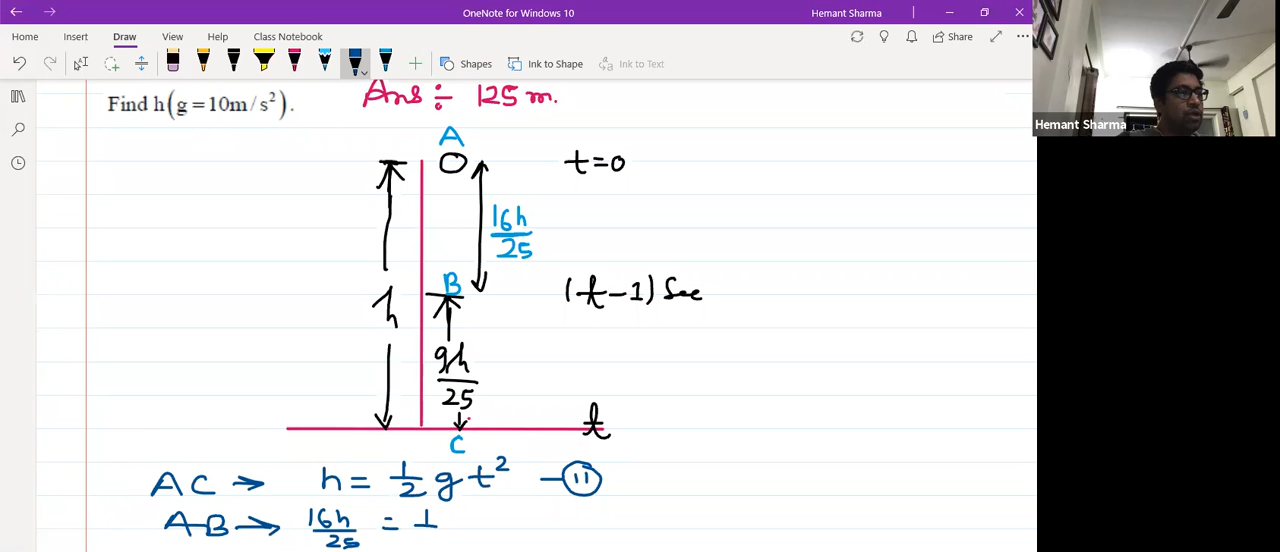 OneNote for Windows 10
Hemant Sharma
Home Insert Draw View Help Class Notebook
Share
Shapes Ink to Shape Ink to Text
Find h(g = 10m/s²).
Ans ÷ 125 m.
A
t=0
16h/25
B
(t-1) Sec
h
9h/25
t
C
AC → h = 1/2 g t² -(11)
AB → 16h/25 = 1
Hemant Sharma